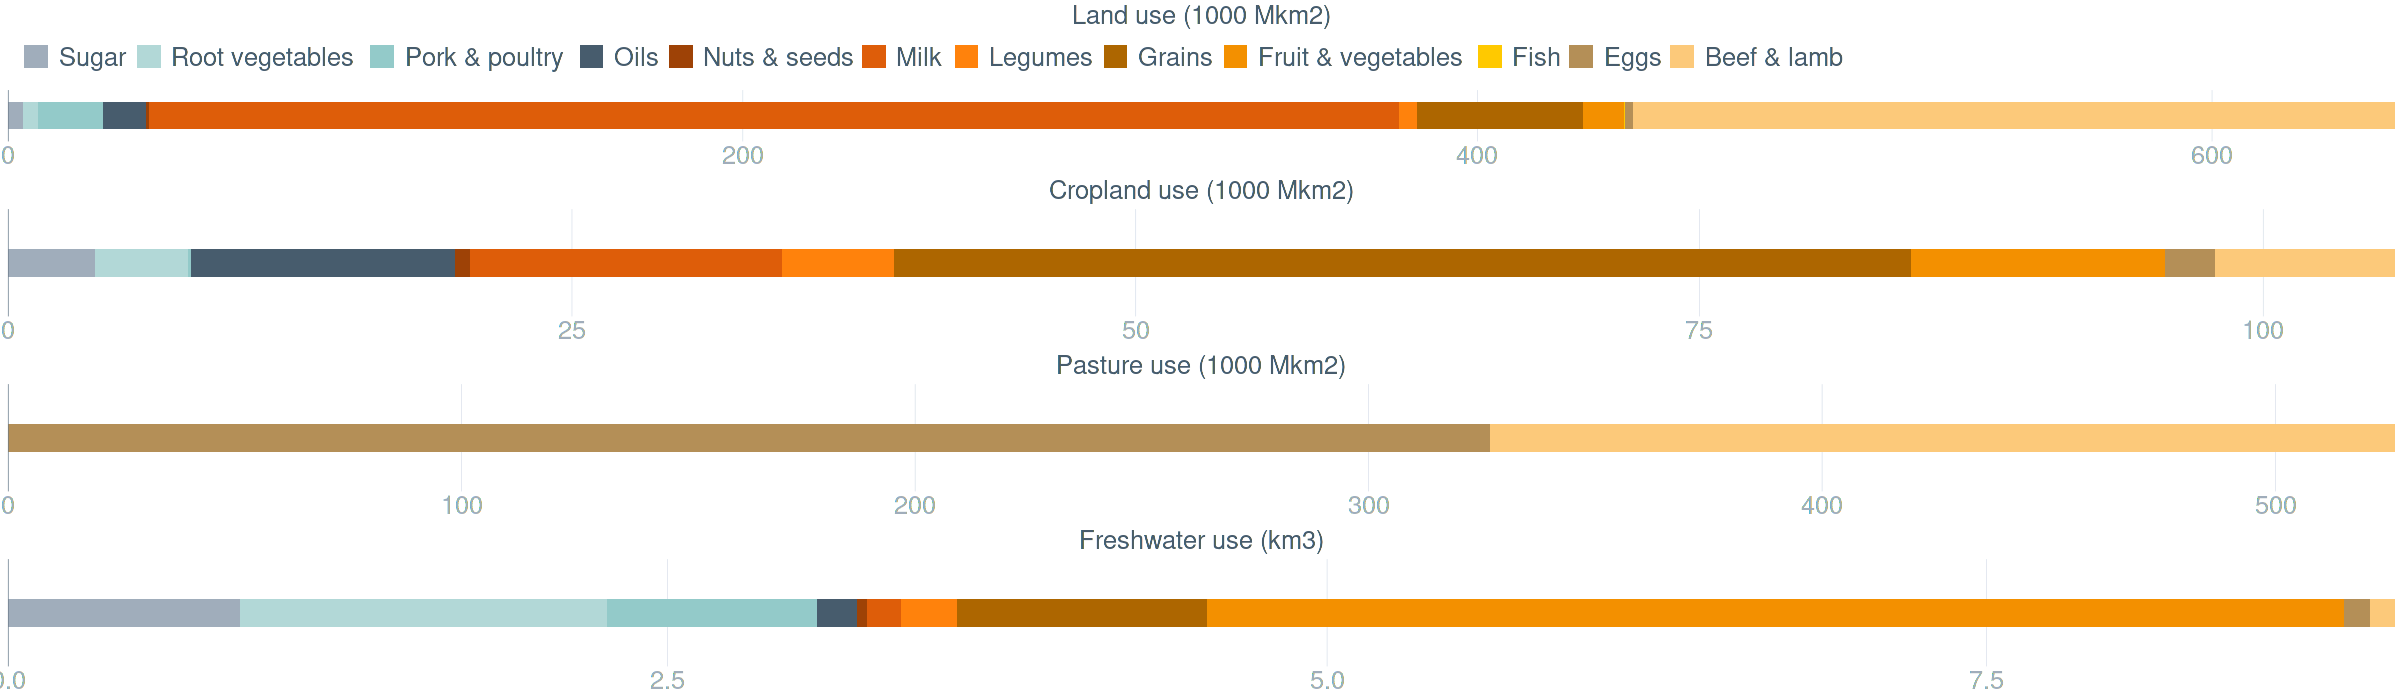 Land use (1000 Mkm2)
Sugar Root vegetables Pork & poultry Oils Nuts & seeds Milk Legumes Grains Fruit & vegetables Fish Eggs Beef & lamb
0 200 400 600
Cropland use (1000 Mkm2)
0 25 50 75 100
Pasture use (1000 Mkm2)
0 100 200 300 400 500
Freshwater use (km3)
0.0 2.5 5.0 7.5